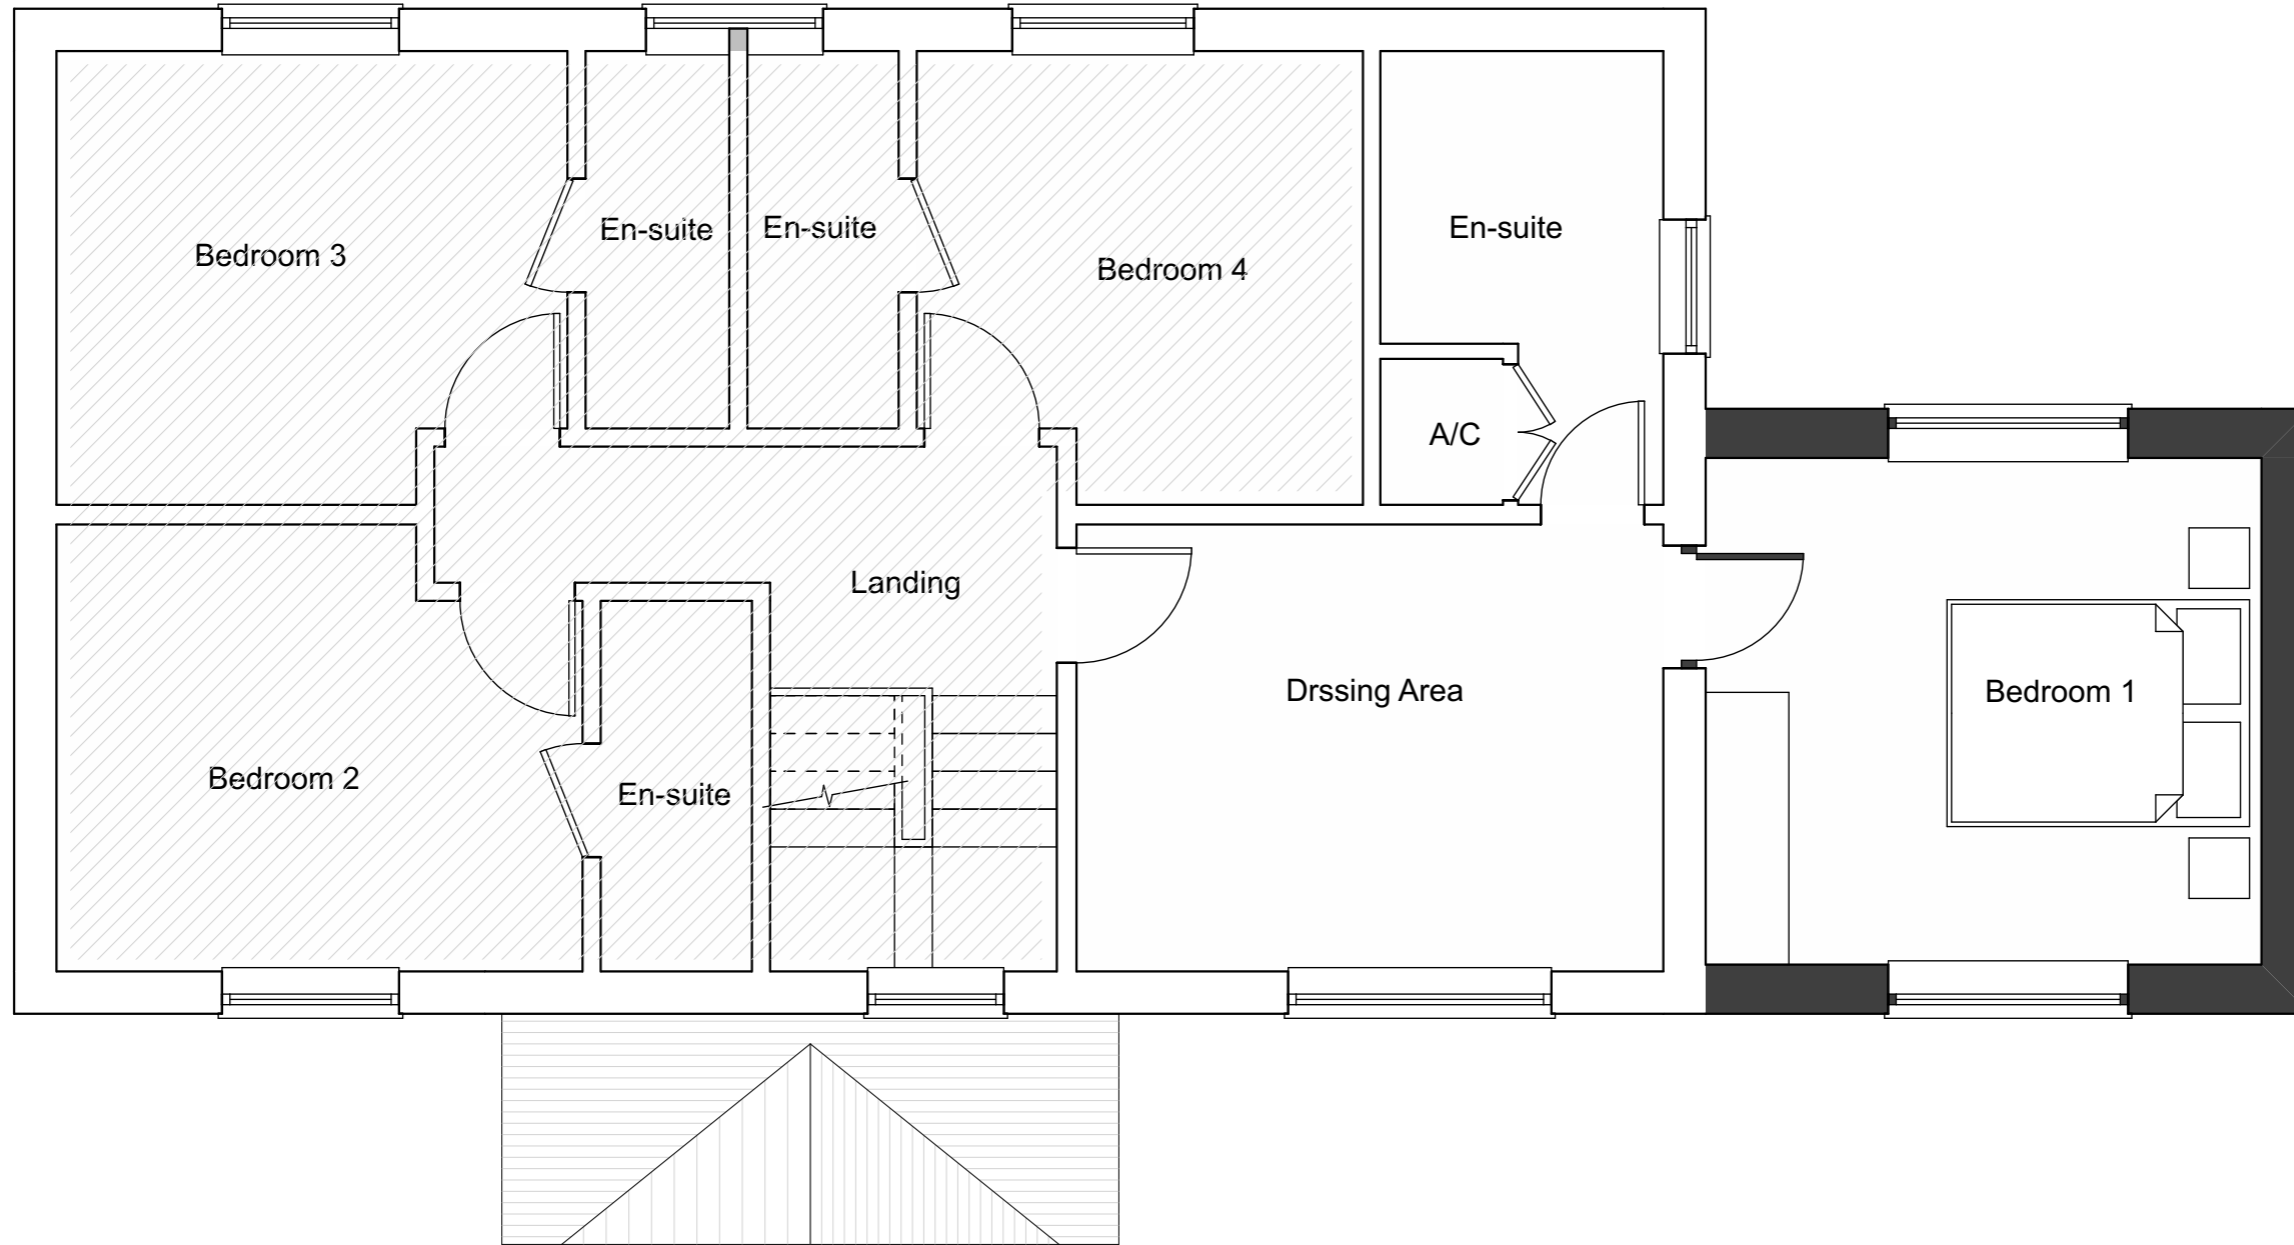 En-suite
En-suite
En-suite
Bedroom 3
Bedroom 4
A/C
Landing
Drssing Area
Bedroom 1
Bedroom 2
En-suite